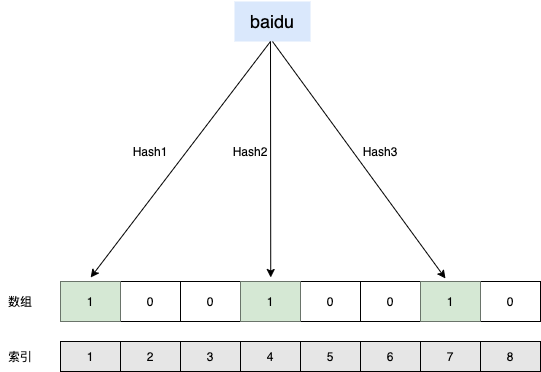 baidu
Hash1 Hash2 Hash3
数组 1 0 0 1 0 0 1 0
索引 1 2 3 4 5 6 7 8